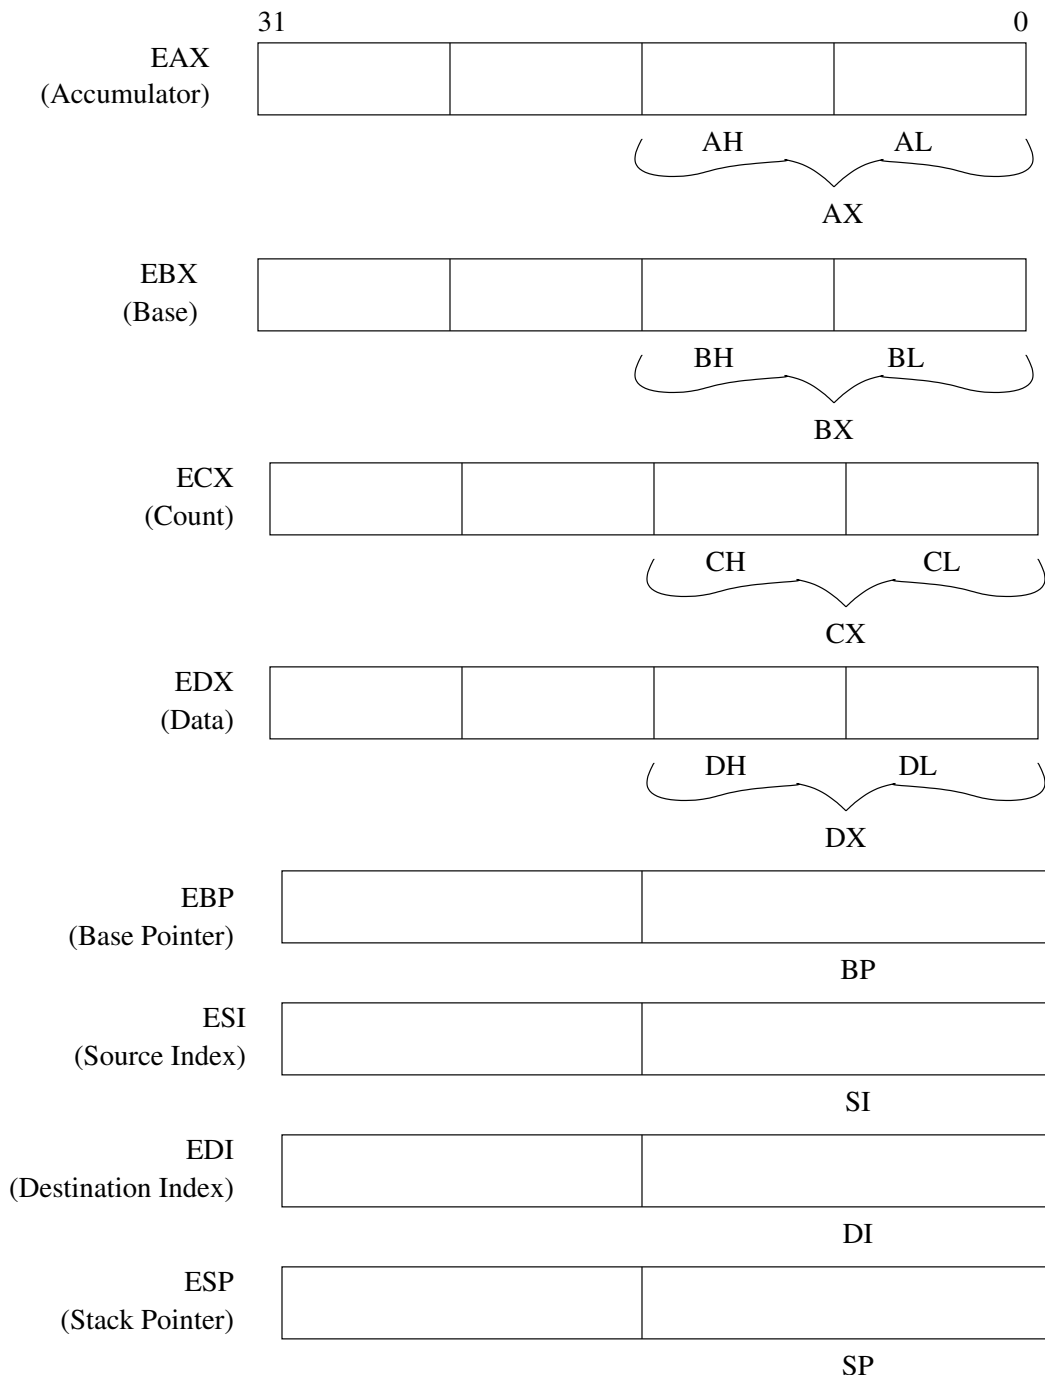 31 0
EAX
(Accumulator)
AH AL
AX
EBX
(Base)
BH BL
BX
ECX
(Count)
CH CL
CX
EDX
(Data)
DH DL
DX
EBP
(Base Pointer)
BP
ESI
(Source Index)
SI
EDI
(Destination Index)
DI
ESP
(Stack Pointer)
SP